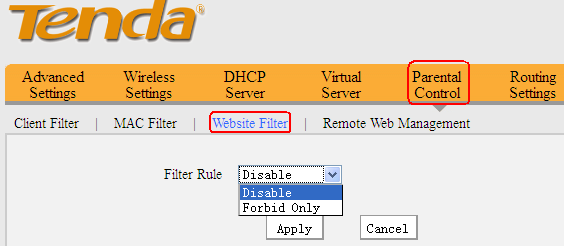 Tenda®
Advanced Settings Wireless Settings DHCP Server Virtual Server Parental Control Routing Settings
Client Filter | MAC Filter | Website Filter | Remote Web Management
Filter Rule Disable
Disable
Forbid Only
Apply Cancel